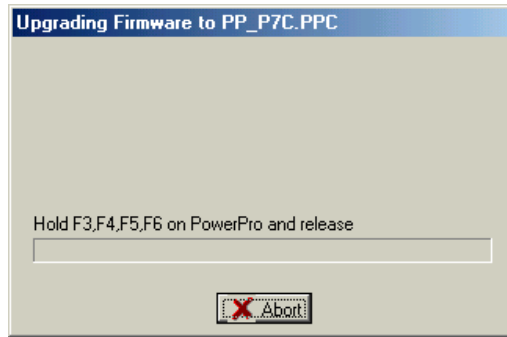 Upgrading Firmware to PP_P7C.PPC
Hold F3,F4,F5,F6 on PowerPro and release
Abort